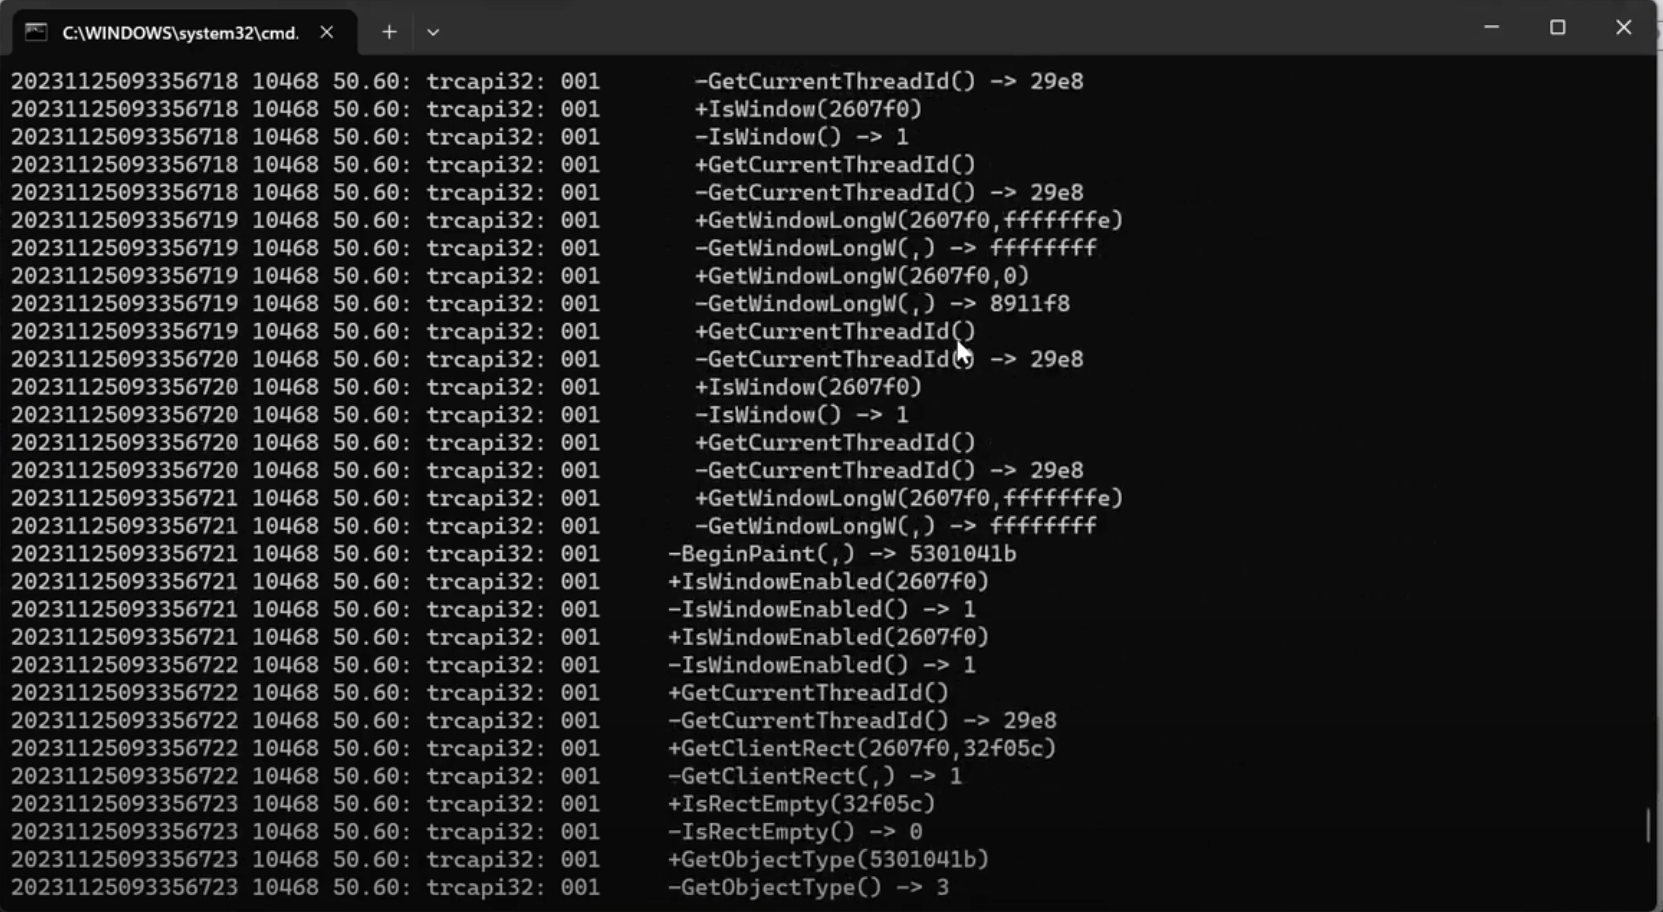 C:\WINDOWS\system32\cmd.
20231125093356718 10468 50.60: trcapi32: 001       -GetCurrentThreadId() -> 29e8
20231125093356718 10468 50.60: trcapi32: 001       +IsWindow(2607f0)
20231125093356718 10468 50.60: trcapi32: 001       -IsWindow() -> 1
20231125093356718 10468 50.60: trcapi32: 001       +GetCurrentThreadId()
20231125093356718 10468 50.60: trcapi32: 001       -GetCurrentThreadId() -> 29e8
20231125093356719 10468 50.60: trcapi32: 001       +GetWindowLongW(2607f0,fffffffe)
20231125093356719 10468 50.60: trcapi32: 001       -GetWindowLongW(,) -> ffffffff
20231125093356719 10468 50.60: trcapi32: 001       +GetWindowLongW(2607f0,0)
20231125093356719 10468 50.60: trcapi32: 001       -GetWindowLongW(,) -> 8911f8
20231125093356719 10468 50.60: trcapi32: 001       +GetCurrentThreadId()
20231125093356720 10468 50.60: trcapi32: 001       -GetCurrentThreadId() -> 29e8
20231125093356720 10468 50.60: trcapi32: 001       +IsWindow(2607f0)
20231125093356720 10468 50.60: trcapi32: 001       -IsWindow() -> 1
20231125093356720 10468 50.60: trcapi32: 001       +GetCurrentThreadId()
20231125093356720 10468 50.60: trcapi32: 001       -GetCurrentThreadId() -> 29e8
20231125093356721 10468 50.60: trcapi32: 001       +GetWindowLongW(2607f0,fffffffe)
20231125093356721 10468 50.60: trcapi32: 001       -GetWindowLongW(,) -> ffffffff
20231125093356721 10468 50.60: trcapi32: 001     -BeginPaint(,) -> 5301041b
20231125093356721 10468 50.60: trcapi32: 001     +IsWindowEnabled(2607f0)
20231125093356721 10468 50.60: trcapi32: 001     -IsWindowEnabled() -> 1
20231125093356721 10468 50.60: trcapi32: 001     +IsWindowEnabled(2607f0)
20231125093356722 10468 50.60: trcapi32: 001     -IsWindowEnabled() -> 1
20231125093356722 10468 50.60: trcapi32: 001     +GetCurrentThreadId()
20231125093356722 10468 50.60: trcapi32: 001     -GetCurrentThreadId() -> 29e8
20231125093356722 10468 50.60: trcapi32: 001     +GetClientRect(2607f0,32f05c)
20231125093356722 10468 50.60: trcapi32: 001     -GetClientRect(,) -> 1
20231125093356723 10468 50.60: trcapi32: 001     +IsRectEmpty(32f05c)
20231125093356723 10468 50.60: trcapi32: 001     -IsRectEmpty() -> 0
20231125093356723 10468 50.60: trcapi32: 001     +GetObjectType(5301041b)
20231125093356723 10468 50.60: trcapi32: 001     -GetObjectType() -> 3